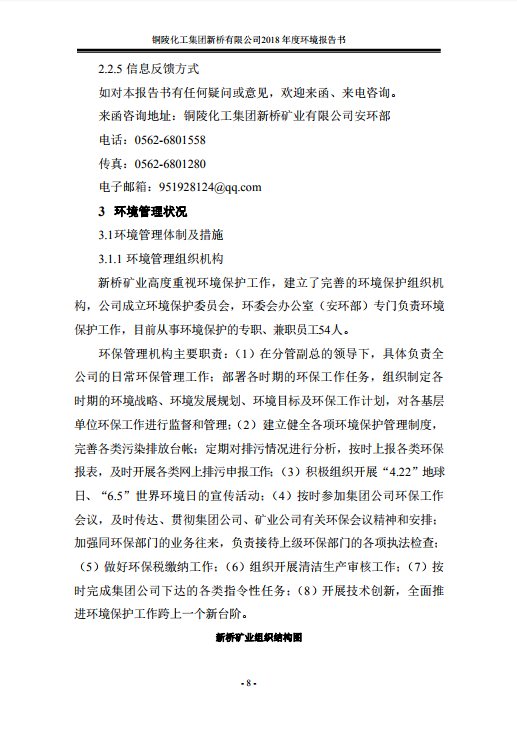 铜陵化工集团新桥有限公司2018 年度环境报告书
2.2.5 信息反馈方式
如对本报告书有任何疑问或意见，欢迎来函、来电咨询。
来函咨询地址：铜陵化工集团新桥矿业有限公司安环部
电话：0562-6801558
传真：0562-6801280
电子邮箱：951928124@qq.com
3 环境管理状况
3.1环境管理体制及措施
3.1.1 环境管理组织机构
新桥矿业高度重视环境保护工作，建立了完善的环境保护组织机
构，公司成立环境保护委员会，环委会办公室（安环部）专门负责环境
保护工作，目前从事环境保护的专职、兼职员工54人。
环保管理机构主要职责：（1）在分管副总的领导下，具体负责全
公司的日常环保管理工作；部署各时期的环保工作任务，组织制定各
时期的环境战略、环境发展规划、环境目标及环保工作计划，对各基层
单位环保工作进行监督和管理；（2）建立健全各项环境保护管理制度，
完善各类污染排放台帐；定期对排污情况进行分析，按时上报各类环保
报表，及时开展各类网上排污申报工作；（3）积极组织开展“4.22”地球
日、“6.5”世界环境日的宣传活动；（4）按时参加集团公司环保工作
会议，及时传达、贯彻集团公司、矿业公司有关环保会议精神和安排；
加强同环保部门的业务往来，负责接待上级环保部门的各项执法检查；
（5）做好环保税缴纳工作；（6）组织开展清洁生产审核工作；（7）按
时完成集团公司下达的各类指令性任务；（8）开展技术创新，全面推
进环境保护工作跨上一个新台阶。
新桥矿业组织结构图
- 8 -